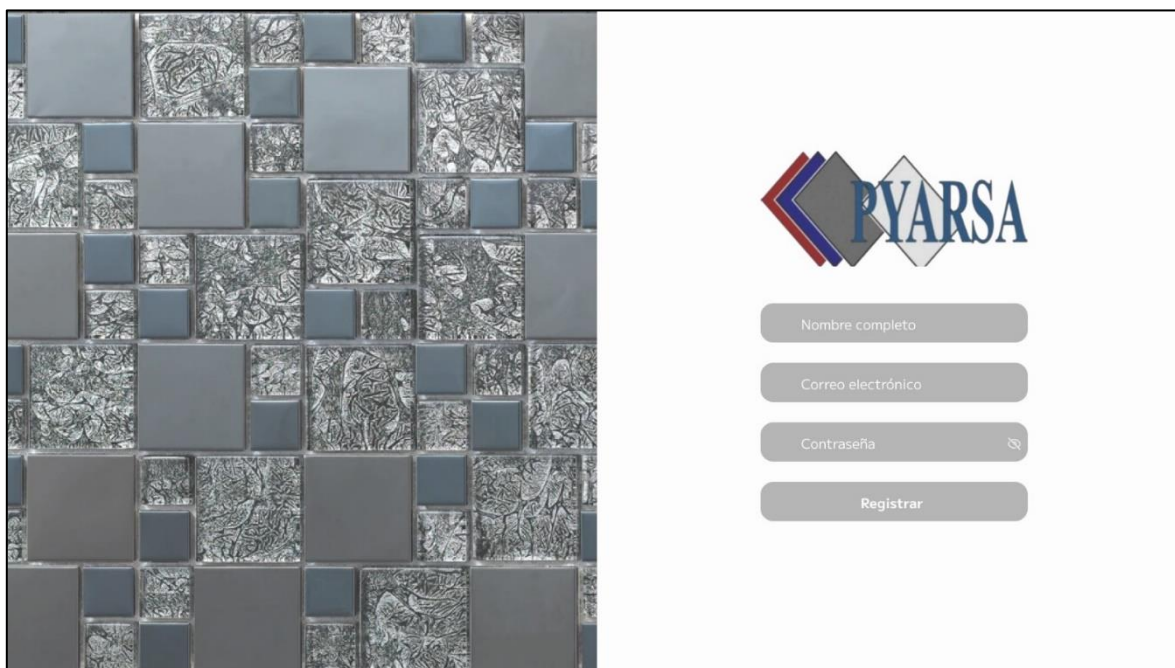 PYARSA
Nombre completo
Correo electrónico
Contraseña
Registrar